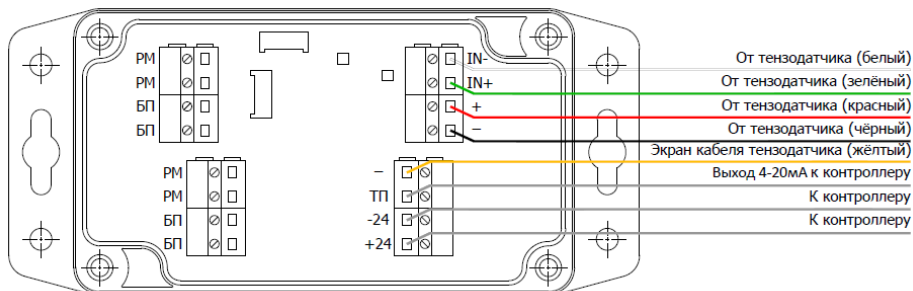 РМ
РМ
БП
БП
РМ
РМ
БП
БП
IN-
IN+
+
−
−
ТП
-24
+24
От тензодатчика (белый)
От тензодатчика (зелёный)
От тензодатчика (красный)
От тензодатчика (чёрный)
Экран кабеля тензодатчика (жёлтый)
Выход 4-20мА к контроллеру
К контроллеру
К контроллеру